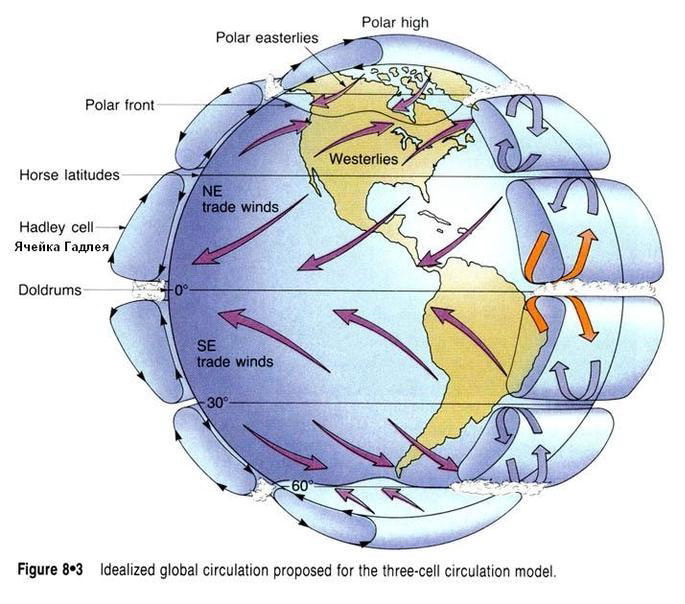 Polar high
Polar easterlies
Polar front
Westerlies
Horse latitudes
NE
trade winds
Hadley cell
Ячейка Гадлея
Doldrums
0°
SE
trade winds
30°
60°
Figure 8•3 Idealized global circulation proposed for the three-cell circulation model.